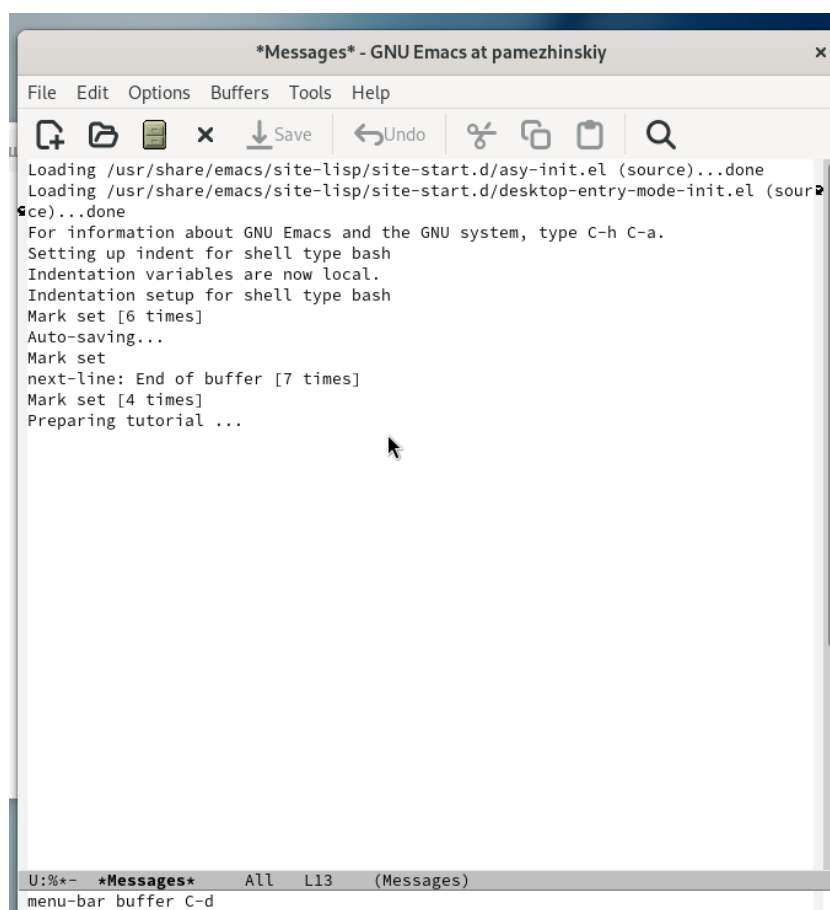 *Messages* - GNU Emacs at pamezhinskiy
File Edit Options Buffers Tools Help
Save Undo
Loading /usr/share/emacs/site-lisp/site-start.d/asy-init.el (source)...done
Loading /usr/share/emacs/site-lisp/site-start.d/desktop-entry-mode-init.el (sour
ce)...done
For information about GNU Emacs and the GNU system, type C-h C-a.
Setting up indent for shell type bash
Indentation variables are now local.
Indentation setup for shell type bash
Mark set [6 times]
Auto-saving...
Mark set
next-line: End of buffer [7 times]
Mark set [4 times]
Preparing tutorial ...
U:%*- *Messages* All L13 (Messages)
menu-bar buffer C-d